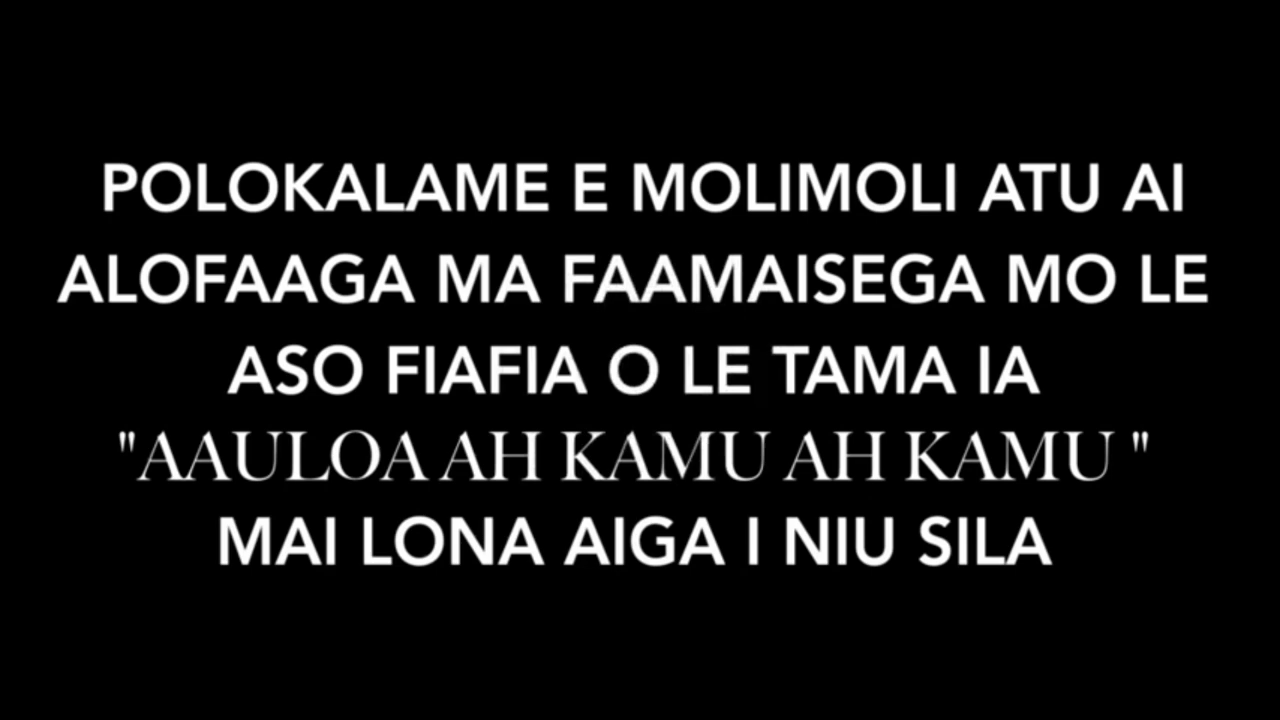 POLOKALAME E MOLIMOLI ATU AI
ALOFAAGA MA FAAMAISEGA MO LE
ASO FIAFIA O LE TAMA IA
"AAULOA AH KAMU AH KAMU "
MAI LONA AIGA I NIU SILA